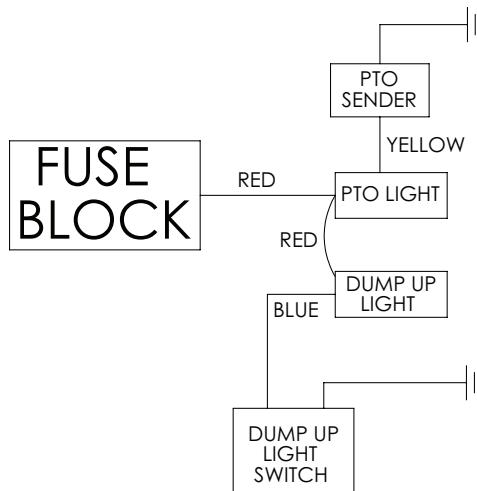 PTO
SENDER
YELLOW
FUSE
BLOCK
RED
PTO LIGHT
RED
DUMP UP
LIGHT
BLUE
DUMP UP
LIGHT
SWITCH